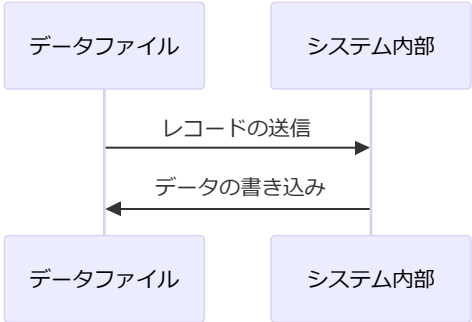 データファイル
システム内部
レコードの送信
データの書き込み
データファイル
システム内部